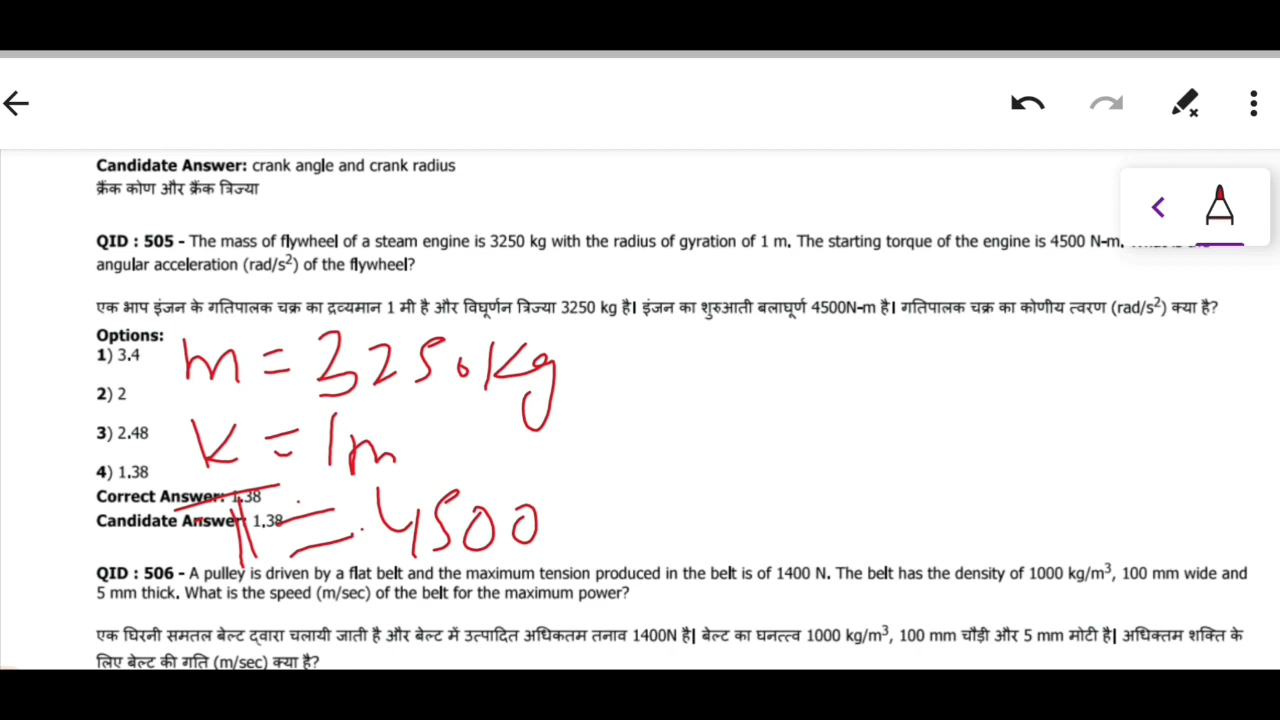 Candidate Answer: crank angle and crank radius
क्रैंक कोण और क्रैंक त्रिज्या
QID : 505 - The mass of flywheel of a steam engine is 3250 kg with the radius of gyration of 1 m. The starting torque of the engine is 4500 N-m.
angular acceleration (rad/s²) of the flywheel?
एक भाप इंजन के गतिपालक चक्र का द्रव्यमान 1 मी है और विघूर्णन त्रिज्या 3250 kg है। इंजन का शुरुआती बलाघूर्ण 4500N-m है। गतिपालक चक्र का कोणीय त्वरण (rad/s²) क्या है?
Options:
1) 3.4
m = 3250 Kg
2) 2
3) 2.48
K = 1m
4) 1.38
Correct Answer: 1.38
T = 4500
Candidate Answer: 1.38
QID : 506 - A pulley is driven by a flat belt and the maximum tension produced in the belt is of 1400 N. The belt has the density of 1000 kg/m³, 100 mm wide and
5 mm thick. What is the speed (m/sec) of the belt for the maximum power?
एक घिरनी समतल बेल्ट द्वारा चलायी जाती है और बेल्ट में उत्पादित अधिकतम तनाव 1400N है| बेल्ट का घनत्त्व 1000 kg/m³, 100 mm चौड़ी और 5 mm मोटी है| अधिक्तम शक्ति के
लिए बेल्ट की गति (m/sec) क्या है?